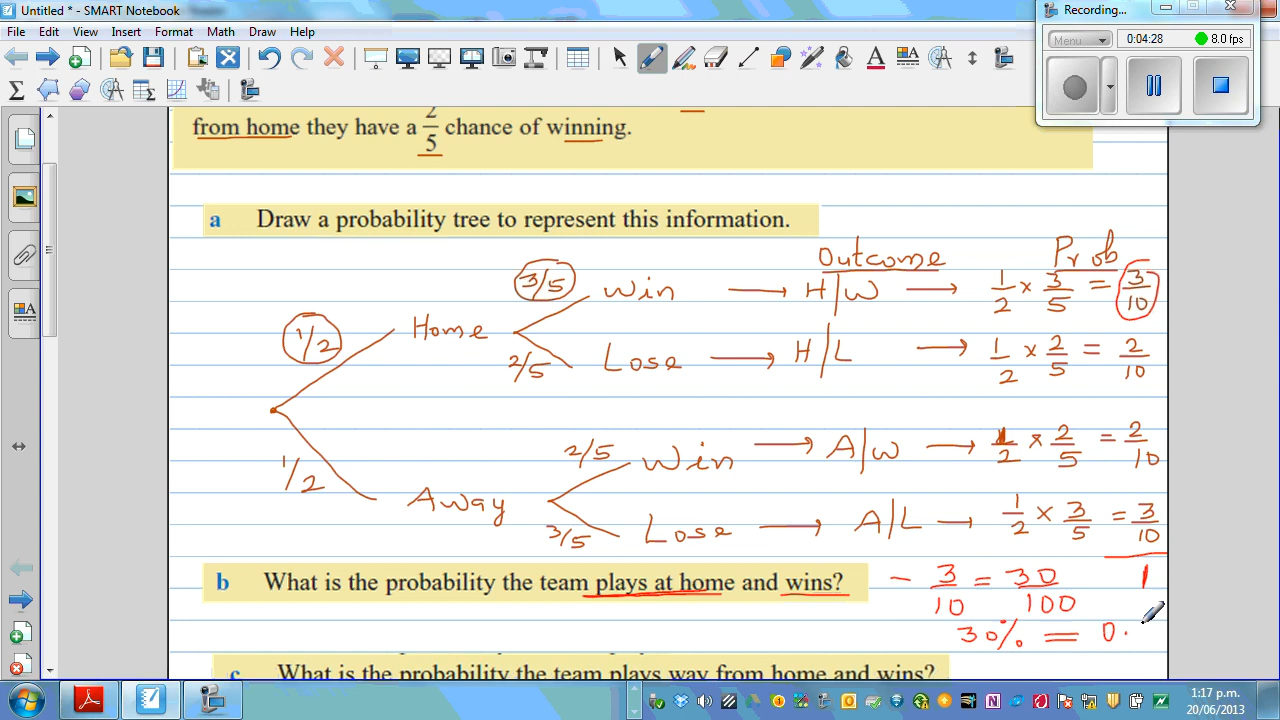 Untitled * - SMART Notebook
Recording...
File Edit View Insert Format Math Draw Help
Menu
0:04:28
8.0 fps
from home they have a 2/5 chance of winning.
a Draw a probability tree to represent this information.
Outcome Prob
3/5 Win → H/W → 1/2 × 3/5 = 3/10
1/2 Home
2/5 Lose → H/L → 1/2 × 2/5 = 2/10
2/5 Win → A/W → 1/2 × 2/5 = 2/10
1/2 Away
3/5 Lose → A/L → 1/2 × 3/5 = 3/10
b What is the probability the team plays at home and wins? - 3/10 = 30/100 1
30% = 0.
c What is the probability the team plays way from home and wins?
1:17 p.m.
20/06/2013